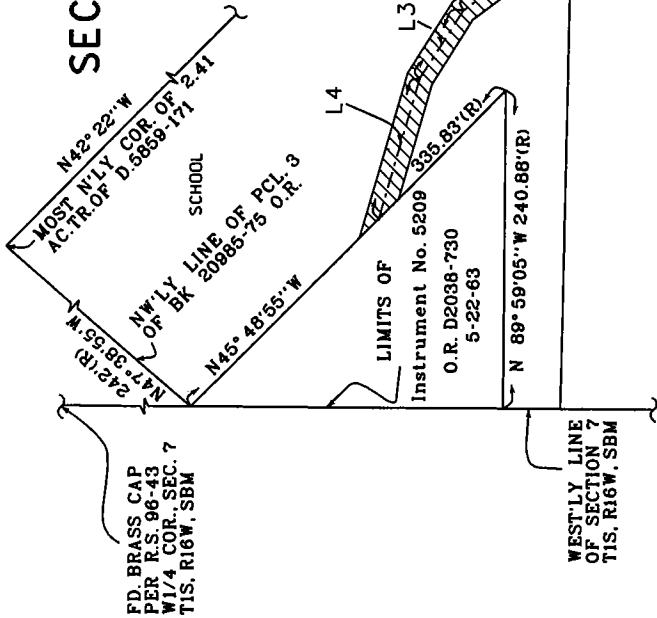 SEC
N42° 22' W
MOST N'LY COR. OF 2.41
AC.TR.OF D.5859-171
SCHOOL
NW'LY LINE OF PCL. 3
OF BK 20985-75 O.R.
N47° 38'55" W
242'(R)
N45° 48'55" W
335.83'(R)
L3
L4
LIMITS OF
Instrument No. 5209
O.R. D2038-730
5-22-63
N 89° 59'05" W 240.88'(R)
FD. BRASS CAP
PER R.S. 96-43
W1/4 COR., SEC. 7
T1S, R16W, SBM
WEST'LY LINE
OF SECTION 7
T1S, R16W, SBM